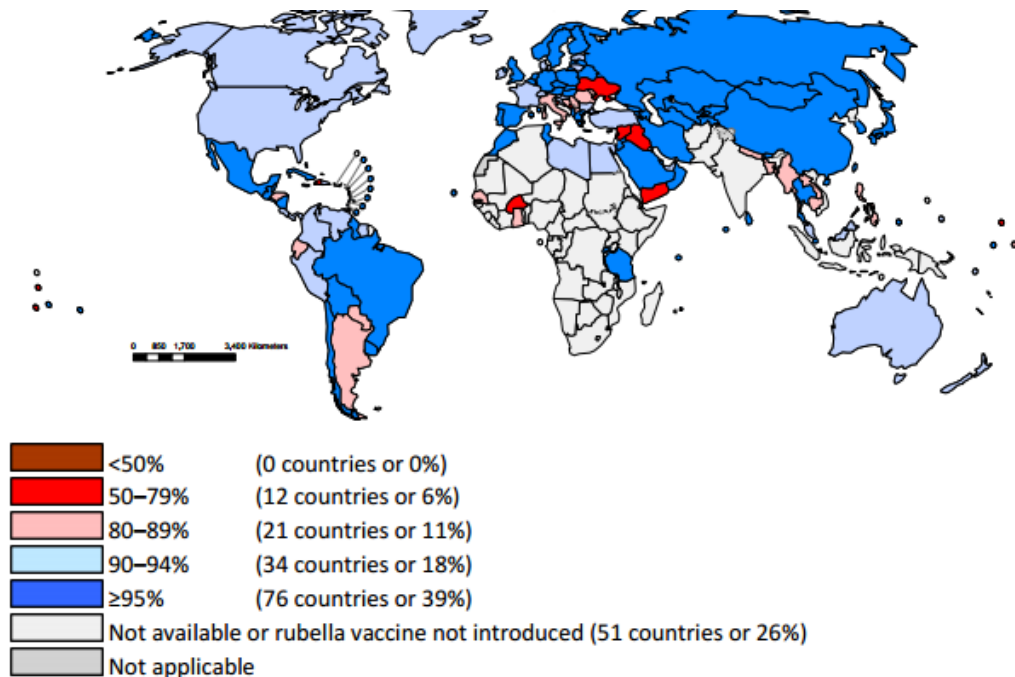 0 850 1,700 3,400 Kilometers
<50% (0 countries or 0%)
50–79% (12 countries or 6%)
80–89% (21 countries or 11%)
90–94% (34 countries or 18%)
≥95% (76 countries or 39%)
Not available or rubella vaccine not introduced (51 countries or 26%)
Not applicable